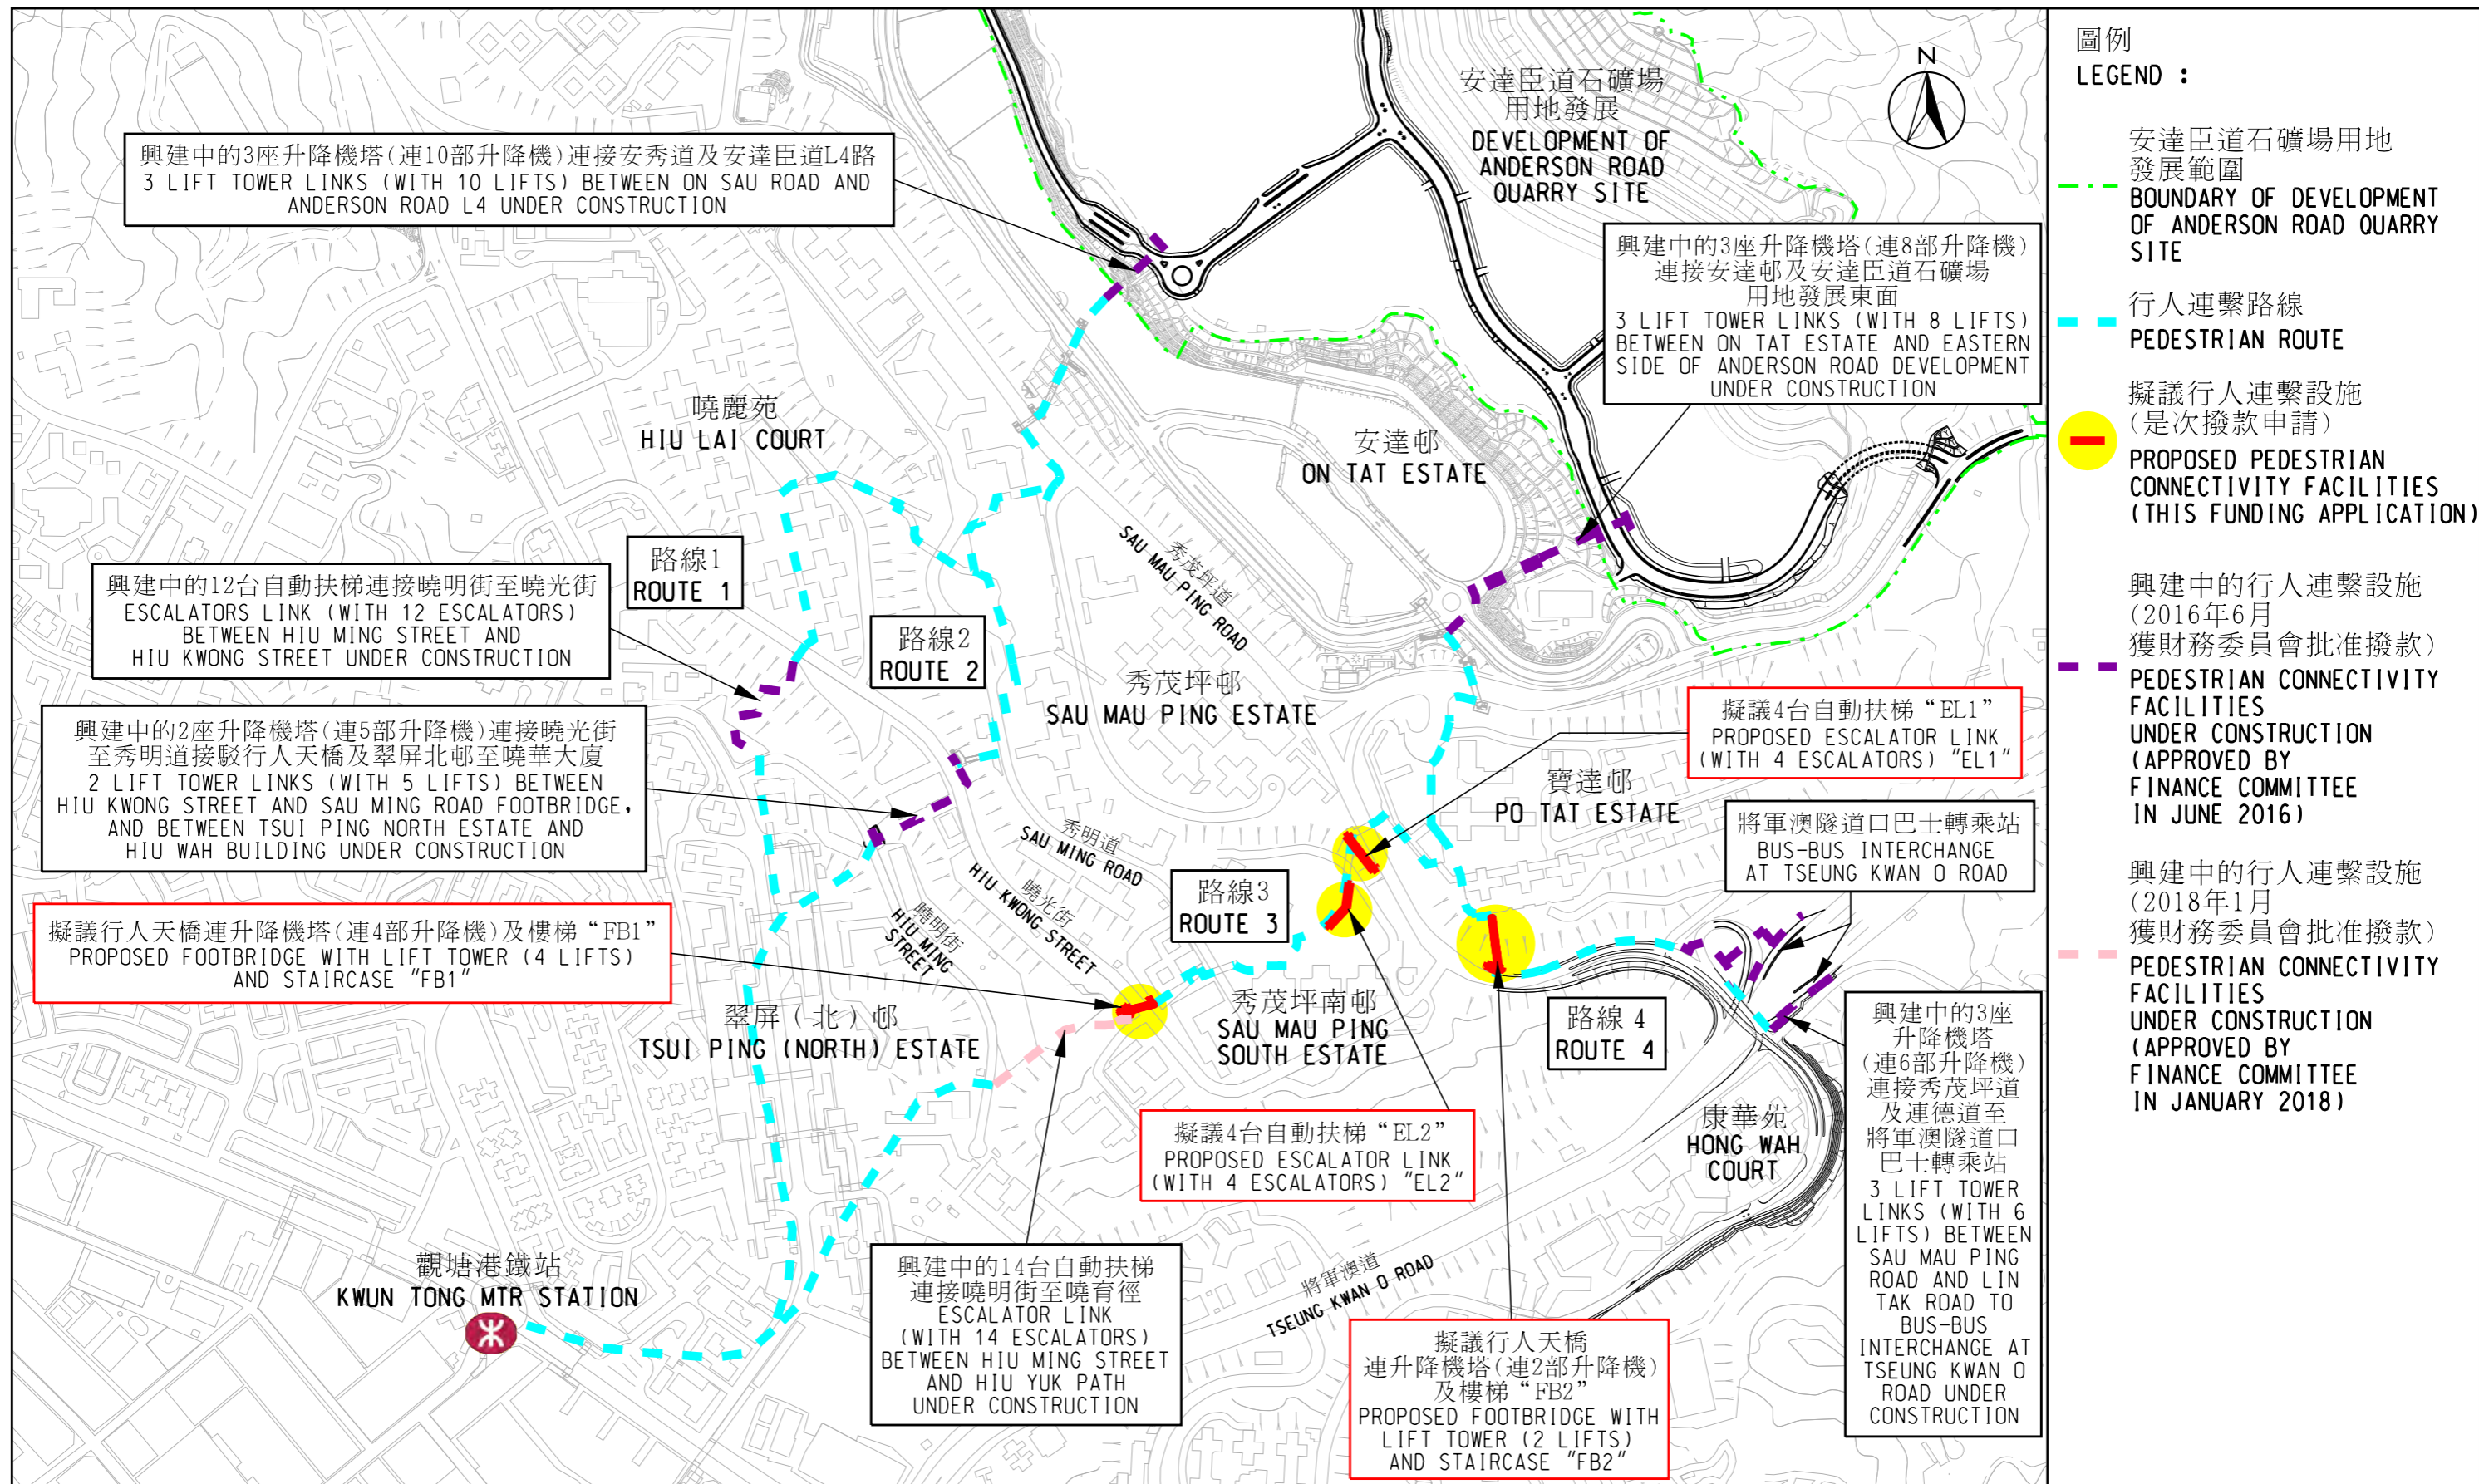 興建中的3座升降機塔(連10部升降機)連接安秀道及安達臣道L4路
3 LIFT TOWER LINKS (WITH 10 LIFTS) BETWEEN ON SAU ROAD AND
ANDERSON ROAD L4 UNDER CONSTRUCTION
安達臣道石礦場
用地發展
DEVELOPMENT OF
ANDERSON ROAD
QUARRY SITE
N
興建中的3座升降機塔(連8部升降機)
連接安達邨及安達臣道石礦場
用地發展東面
3 LIFT TOWER LINKS (WITH 8 LIFTS)
BETWEEN ON TAT ESTATE AND EASTERN
SIDE OF ANDERSON ROAD DEVELOPMENT
UNDER CONSTRUCTION
曉麗苑
HIU LAI COURT
安達邨
ON TAT ESTATE
秀茂坪道
SAU MAU PING ROAD
路線1
ROUTE 1
興建中的12台自動扶梯連接曉明街至曉光街
ESCALATORS LINK (WITH 12 ESCALATORS)
BETWEEN HIU MING STREET AND
HIU KWONG STREET UNDER CONSTRUCTION
路線2
ROUTE 2
秀茂坪邨
SAU MAU PING ESTATE
興建中的2座升降機塔(連5部升降機)連接曉光街
至秀明道接駁行人天橋及翠屏北邨至曉華大廈
2 LIFT TOWER LINKS (WITH 5 LIFTS) BETWEEN
HIU KWONG STREET AND SAU MING ROAD FOOTBRIDGE,
AND BETWEEN TSUI PING NORTH ESTATE AND
HIU WAH BUILDING UNDER CONSTRUCTION
擬議4台自動扶梯“EL1”
PROPOSED ESCALATOR LINK
(WITH 4 ESCALATORS) "EL1"
寶達邨
PO TAT ESTATE
將軍澳隧道口巴士轉乘站
BUS-BUS INTERCHANGE
AT TSEUNG KWAN O ROAD
秀明道
SAU MING ROAD
曉光街
HIU KWONG STREET
曉明街
HIU MING
STREET
路線3
ROUTE 3
擬議行人天橋連升降機塔(連4部升降機)及樓梯“FB1”
PROPOSED FOOTBRIDGE WITH LIFT TOWER (4 LIFTS)
AND STAIRCASE "FB1"
翠屏（北）邨
TSUI PING (NORTH) ESTATE
秀茂坪南邨
SAU MAU PING
SOUTH ESTATE
路線 4
ROUTE 4
興建中的3座
升降機塔
(連6部升降機)
連接秀茂坪道
及連德道至
將軍澳隧道口
巴士轉乘站
3 LIFT TOWER
LINKS (WITH 6
LIFTS) BETWEEN
SAU MAU PING
ROAD AND LIN
TAK ROAD TO
BUS-BUS
INTERCHANGE AT
TSEUNG KWAN O
ROAD UNDER
CONSTRUCTION
康華苑
HONG WAH
COURT
擬議4台自動扶梯“EL2”
PROPOSED ESCALATOR LINK
(WITH 4 ESCALATORS) "EL2"
觀塘港鐵站
KWUN TONG MTR STATION
興建中的14台自動扶梯
連接曉明街至曉育徑
ESCALATOR LINK
(WITH 14 ESCALATORS)
BETWEEN HIU MING STREET
AND HIU YUK PATH
UNDER CONSTRUCTION
將軍澳道
TSEUNG KWAN O ROAD
擬議行人天橋
連升降機塔(連2部升降機)
及樓梯“FB2”
PROPOSED FOOTBRIDGE WITH
LIFT TOWER (2 LIFTS)
AND STAIRCASE "FB2"
圖例
LEGEND :
安達臣道石礦場用地
發展範圍
BOUNDARY OF DEVELOPMENT
OF ANDERSON ROAD QUARRY
SITE
行人連繫路線
PEDESTRIAN ROUTE
擬議行人連繫設施
(是次撥款申請)
PROPOSED PEDESTRIAN
CONNECTIVITY FACILITIES
(THIS FUNDING APPLICATION)
興建中的行人連繫設施
(2016年6月
獲財務委員會批准撥款)
PEDESTRIAN CONNECTIVITY
FACILITIES
UNDER CONSTRUCTION
(APPROVED BY
FINANCE COMMITTEE
IN JUNE 2016)
興建中的行人連繫設施
(2018年1月
獲財務委員會批准撥款)
PEDESTRIAN CONNECTIVITY
FACILITIES
UNDER CONSTRUCTION
(APPROVED BY
FINANCE COMMITTEE
IN JANUARY 2018)